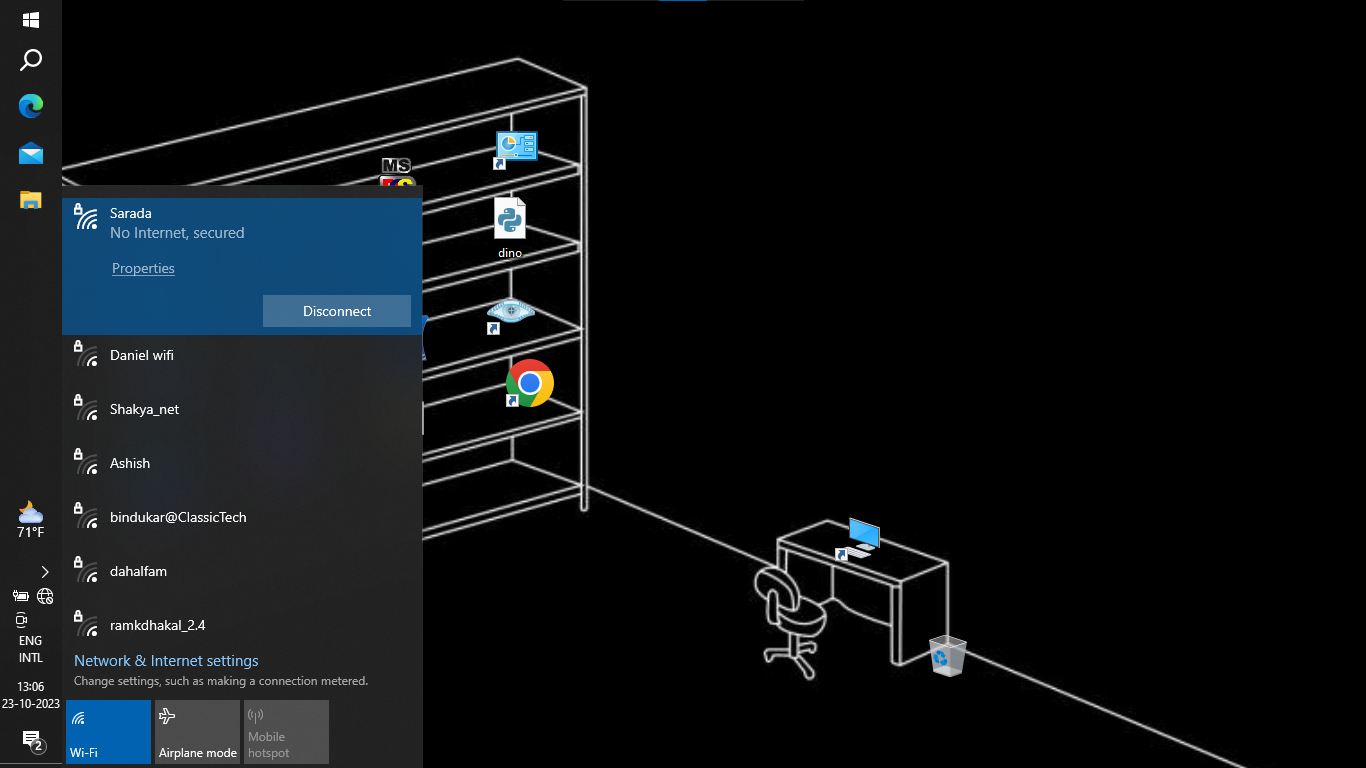 MS
dino
Sarada
No Internet, secured
Properties
Disconnect
Daniel wifi
Shakya_net
Ashish
bindukar@ClassicTech
dahalfam
ramkdhakal_2.4
Network & Internet settings
Change settings, such as making a connection metered.
Wi-Fi
Airplane mode
Mobile
hotspot
71°F
ENG
INTL
13:06
23-10-2023
2